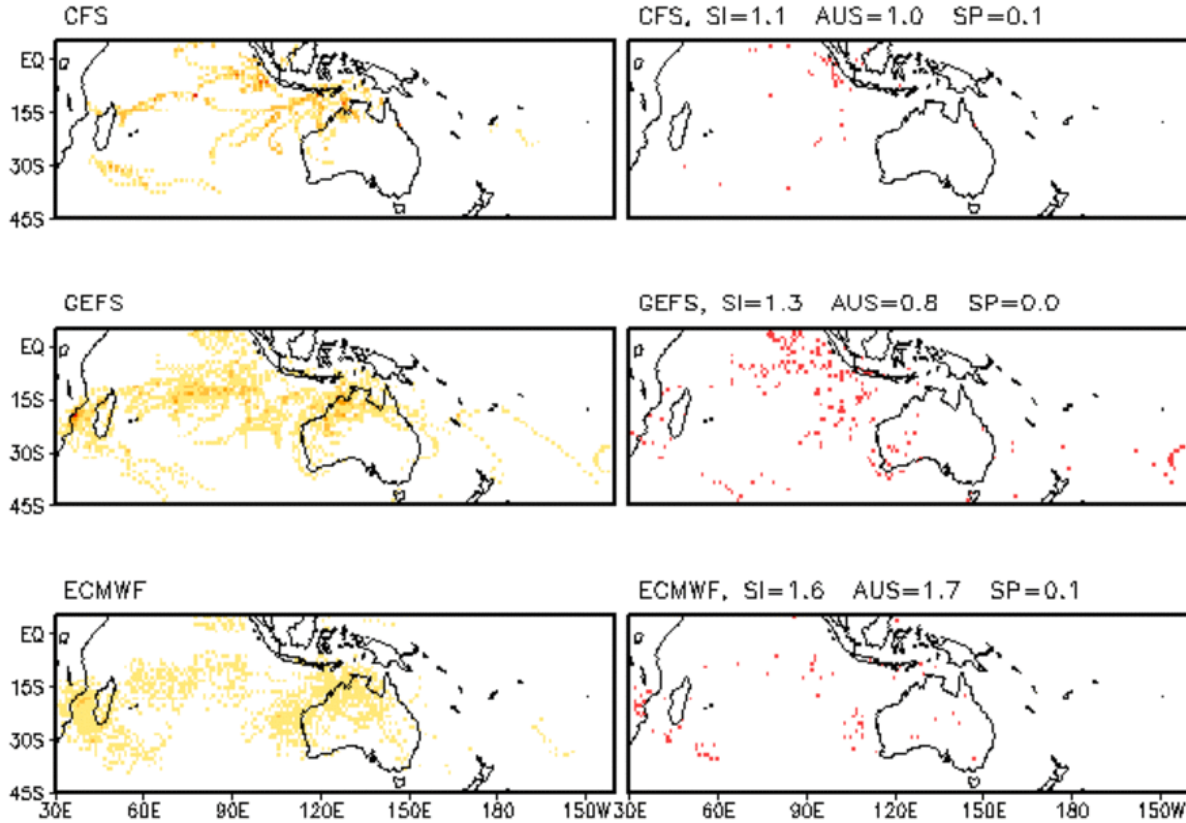 CFS
CFS, SI=1.1 AUS=1.0 SP=0.1
EQ
15S
30S
45S
GEFS
GEFS, SI=1.3 AUS=0.8 SP=0.0
EQ
15S
30S
45S
ECMWF
ECMWF, SI=1.6 AUS=1.7 SP=0.1
EQ
15S
30S
45S
30E 60E 90E 120E 150E 180 150W 30E 60E 90E 120E 150E 180 150W